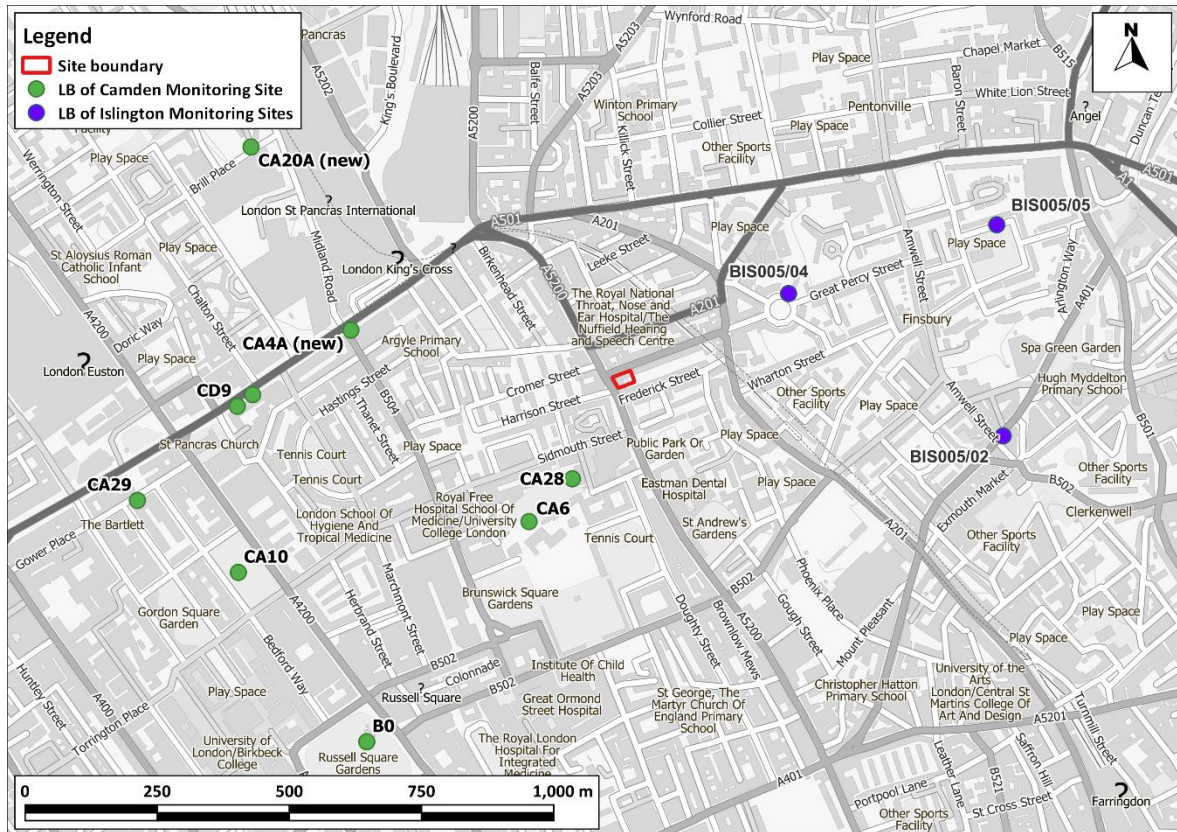 Legend
Site boundary
LB of Camden Monitoring Site
LB of Islington Monitoring Sites
N
Pancras
A5202
King's Boulevard
A5200
Balfe Street
A5203
A5203
Wynford Road
Play Space
Chapel Market
B515
Baron Street
White Lion Street
Pentonville
Winton Primary
School
Killick Street
Collier Street
Other Sports
Facility
Play Space
?
Angel
Duncan Te
Facility
Play Space
Werrington Street
Brill Place
CA20A (new)
?
London St Pancras International
A501
A201
A501
A1
Play Space
BIS005/05
Play Space
St Aloysius Roman
Catholic Infant
School
Play Space
Midland Road
?
London King's Cross
?
Birkenhead Street
A5200
Leeke Street
Play Space
BIS005/04
Great Percy Street
Amwell Street
Arlington Way
A401
A4200
Chalton Street
Doric Way
Play Space
The Royal National
Throat, Nose and
Ear Hospital/The
Nuffield Hearing
and Speech Centre
A201
Finsbury
CA4A (new)
Argyle Primary
School
Spa Green Garden
?
London Euston
CD9
Hastings Street
Cromer Street
Harrison Street
Frederick Street
Wharton Street
Other Sports
Facility
Play Space
Hugh Myddelton
Primary School
Thanet Street
B504
Amwell Street
B501
St Pancras Church
Tennis Court
Play Space
Sidmouth Street
Public Park Or
Garden
Play Space
BIS005/02
CA29
Tennis Court
CA28
Eastman Dental
Hospital
Exmouth Market
B502
Other Sports
Facility
The Bartlett
Gower Place
London School Of
Hygiene And
Tropical Medicine
Royal Free
Hospital School Of
Medicine/University
College London
CA6
Tennis Court
St Andrew's
Gardens
A201
Clerkenwell
Other Sports
Facility
CA10
A4200
Marchmont Street
B502
Phoenix Place
Gordon Square
Garden
Herbrand Street
Brunswick Square
Gardens
Doughty Street
Brownlow Mews
A5200
Gough Street
Mount Pleasant
Play Space
Play Space
Huntley Street
Play Space
Bedford Way
B502
Colonnade
B502
Institute Of Child
Health
University of the
Arts
London/Central St
Martins College Of
Art And Design
Russell Square
?
Great Ormond
Street Hospital
St George, The
Martyr Church Of
England Primary
School
Christopher Hatton
Primary School
A400
Torrington Place
University of
London/Birkbeck
College
B0
Russell Square
Gardens
The Royal London
Hospital For
Integrated
Medicine
A5201
Turnmill Street
A401
Leather Lane
B521
Saffron Hill
Portpool Lane
St Cross Street
Other Sports
Facility
?
Farringdon
0
250
500
750
1,000 m